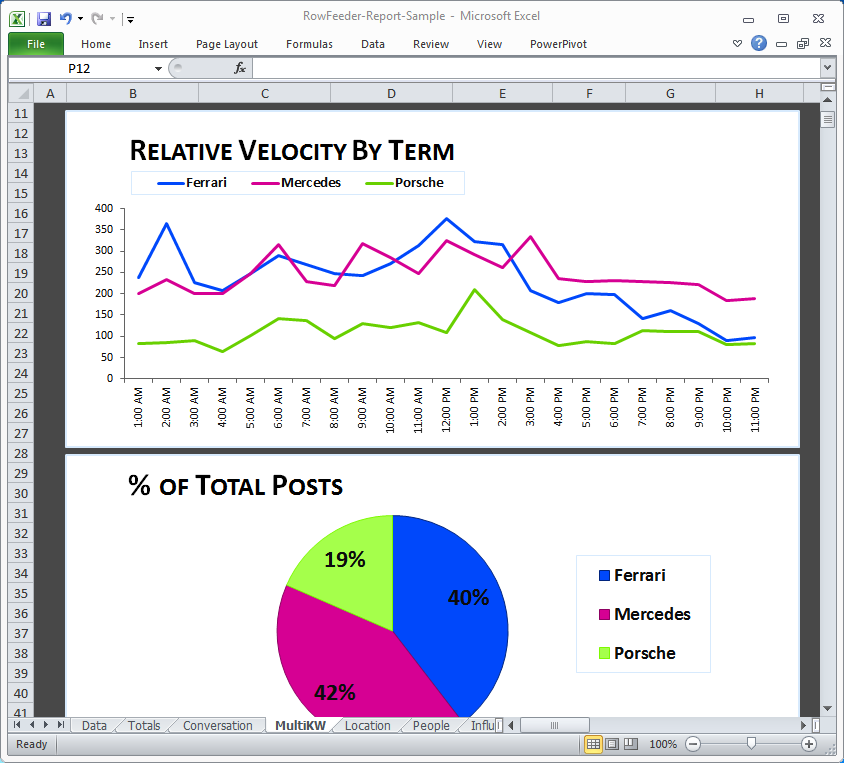 RowFeeder-Report-Sample - Microsoft Excel
File Home Insert Page Layout Formulas Data Review View PowerPivot
P12 fx
A B C D E F G H
11
12
13
14
15
16
17
18
19
20
21
22
23
24
25
26
27
28
29
30
31
32
33
34
35
36
37
38
39
40
41
RELATIVE VELOCITY BY TERM
Ferrari Mercedes Porsche
400
350
300
250
200
150
100
50
0
1:00 AM
2:00 AM
3:00 AM
4:00 AM
5:00 AM
6:00 AM
7:00 AM
8:00 AM
9:00 AM
10:00 AM
11:00 AM
12:00 PM
1:00 PM
2:00 PM
3:00 PM
4:00 PM
5:00 PM
6:00 PM
7:00 PM
8:00 PM
9:00 PM
10:00 PM
11:00 PM
% OF TOTAL POSTS
19%
40%
42%
Ferrari
Mercedes
Porsche
Data Totals Conversation MultiKW Location People Influ
Ready 100%